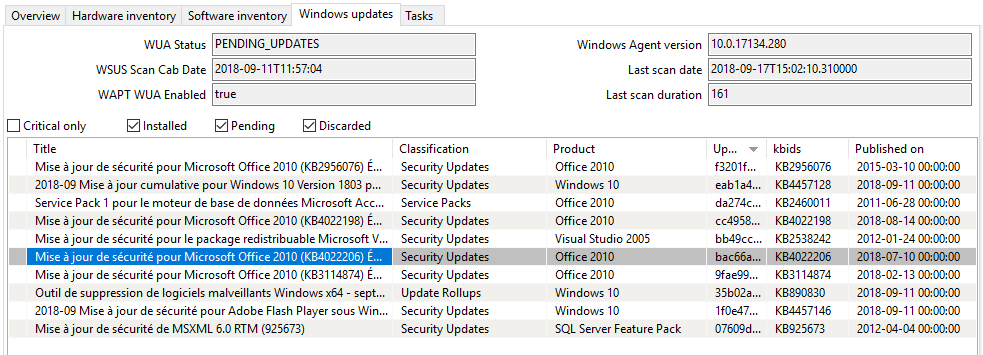 Overview Hardware inventory Software inventory Windows updates Tasks
WUA Status PENDING_UPDATES Windows Agent version 10.0.17134.280
WSUS Scan Cab Date 2018-09-11T11:57:04 Last scan date 2018-09-17T15:02:10.310000
WAPT WUA Enabled true Last scan duration 161
Critical only Installed Pending Discarded
Title Classification Product Up... kbids Published on
Mise à jour de sécurité pour Microsoft Office 2010 (KB2956076) É... Security Updates Office 2010 f3201f... KB2956076 2015-03-10 00:00:00
2018-09 Mise à jour cumulative pour Windows 10 Version 1803 p... Security Updates Windows 10 eab1a4... KB4457128 2018-09-11 00:00:00
Service Pack 1 pour le moteur de base de données Microsoft Acc... Service Packs Office 2010 da274c... KB2460011 2011-06-28 00:00:00
Mise à jour de sécurité pour Microsoft Office 2010 (KB4022198) É... Security Updates Office 2010 cc4958... KB4022198 2018-08-14 00:00:00
Mise à jour de sécurité pour le package redistribuable Microsoft V... Security Updates Visual Studio 2005 bb49cc... KB2538242 2012-01-24 00:00:00
Mise à jour de sécurité pour Microsoft Office 2010 (KB4022206) É... Security Updates Office 2010 bac66a... KB4022206 2018-07-10 00:00:00
Mise à jour de sécurité pour Microsoft Office 2010 (KB3114874) É... Security Updates Office 2010 9fae99... KB3114874 2018-02-13 00:00:00
Outil de suppression de logiciels malveillants Windows x64 - sept... Update Rollups Windows 10 35b02a... KB890830 2018-09-11 00:00:00
2018-09 Mise à jour de sécurité pour Adobe Flash Player sous Win... Security Updates Windows 10 1f0e47... KB4457146 2018-09-11 00:00:00
Mise à jour de sécurité de MSXML 6.0 RTM (925673) Security Updates SQL Server Feature Pack 07609d... KB925673 2012-04-04 00:00:00